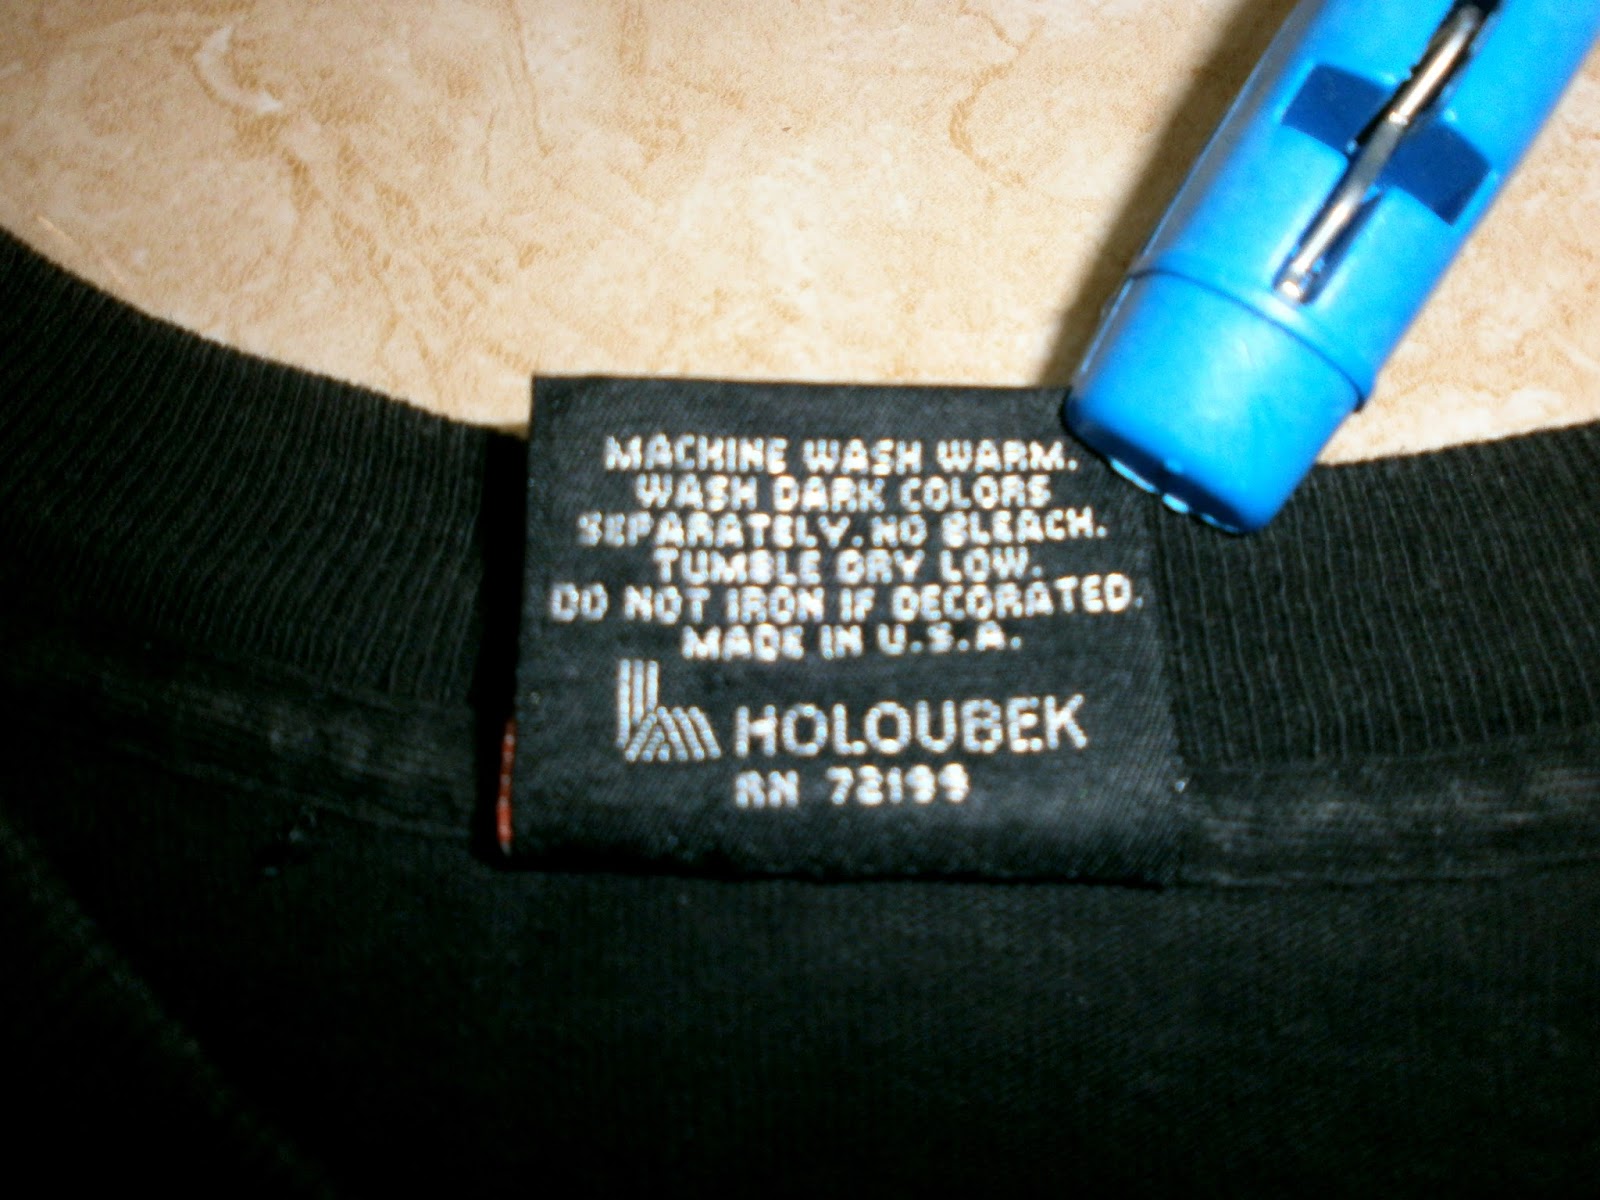 MACHINE WASH WARM.
WASH DARK COLORS
SEPARATELY. NO BLEACH.
TUMBLE DRY LOW.
DO NOT IRON IF DECORATED.
MADE IN U.S.A.
HOLOUBEK
RN 72199